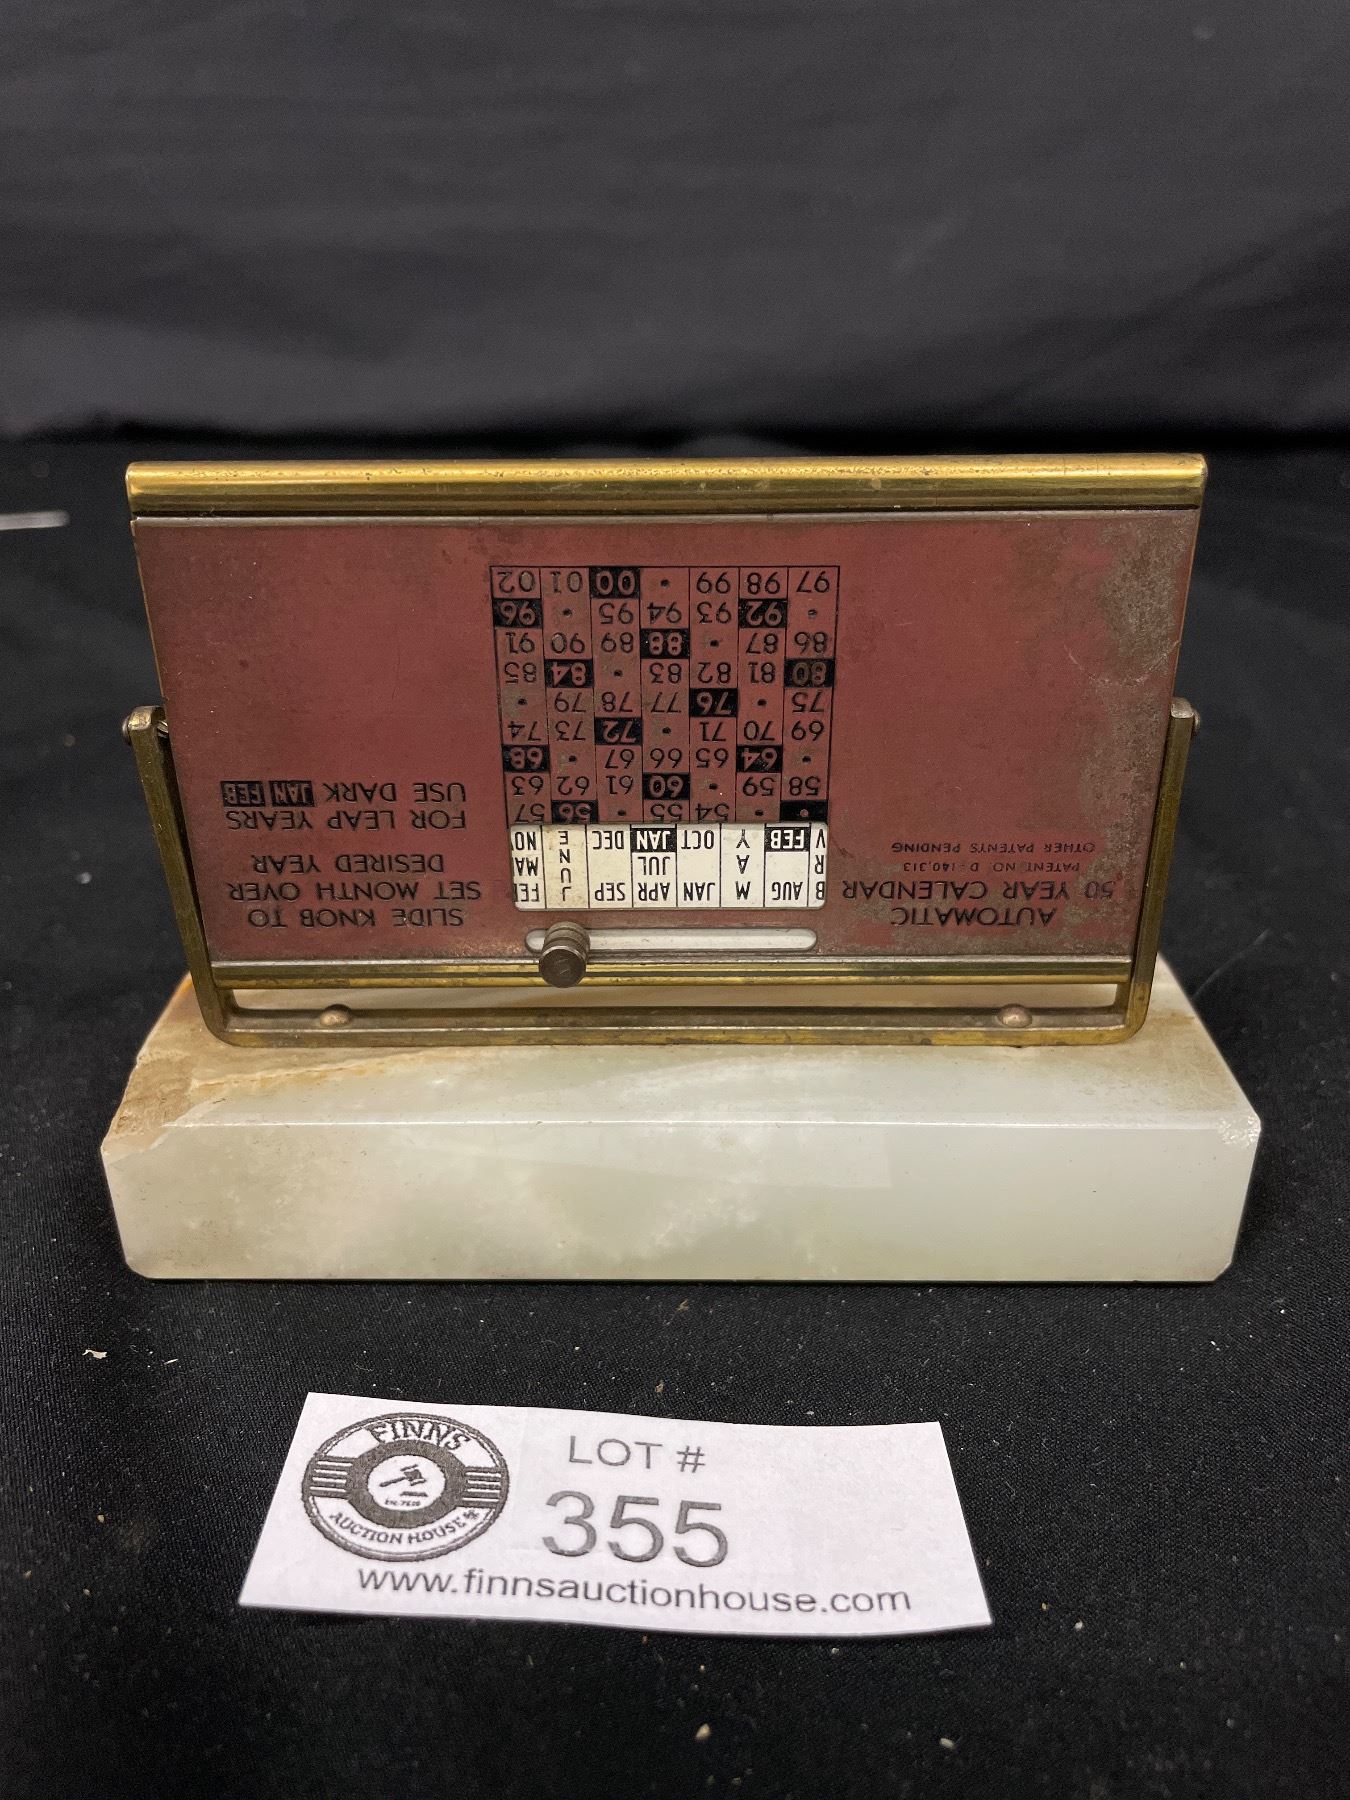 AUTOMATIC
50 YEAR CALENDAR
PATENT NO. D-140,313
OTHER PATENTS PENDING
AUG M JAN APR SEP JUNE
A JUL MA
FEB Y OCT JAN DEC NO
54 55 • 56 57
58 59 • 60 61 62 63
• 64 65 66 67 • 68
69 70 71 • 72 73 74
75 • 76 77 78 79 •
80 81 82 83 • 84 85
86 87 • 88 89 90 91
• 92 93 94 95 • 96
97 98 99 • 00 01 02
SLIDE KNOB TO
SET MONTH OVER
DESIRED YEAR
FOR LEAP YEARS
USE DARK JAN FEB
FINNS
AUCTION HOUSE
LOT #
355
www.finnsauctionhouse.com